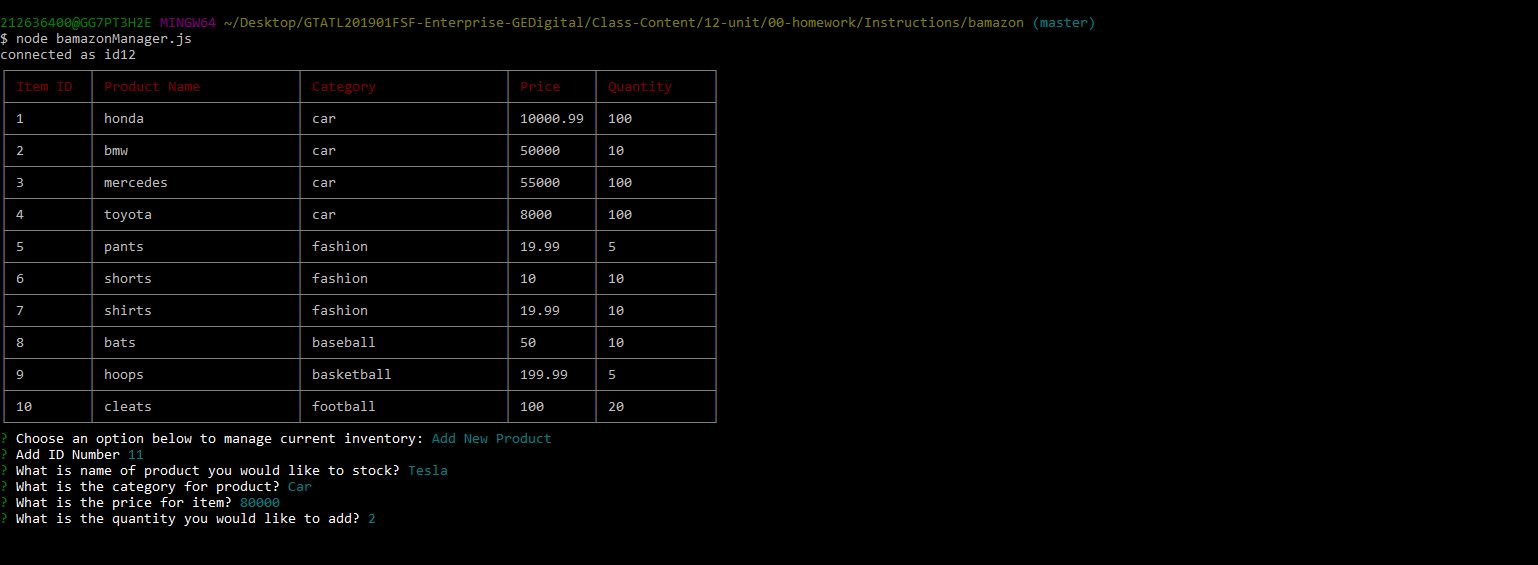 212636400@GG7PT3H2E MINGW64 ~/Desktop/GTATL201901FSF-Enterprise-GEDigital/Class-Content/12-unit/00-homework/Instructions/bamazon (master)
$ node bamazonManager.js
connected as id12
Item ID Product Name Category Price Quantity
1 honda car 10000.99 100
2 bmw car 50000 10
3 mercedes car 55000 100
4 toyota car 8000 100
5 pants fashion 19.99 5
6 shorts fashion 10 10
7 shirts fashion 19.99 10
8 bats baseball 50 10
9 hoops basketball 199.99 5
10 cleats football 100 20
? Choose an option below to manage current inventory: Add New Product
? Add ID Number 11
? What is name of product you would like to stock? Tesla
? What is the category for product? Car
? What is the price for item? 80000
? What is the quantity you would like to add? 2